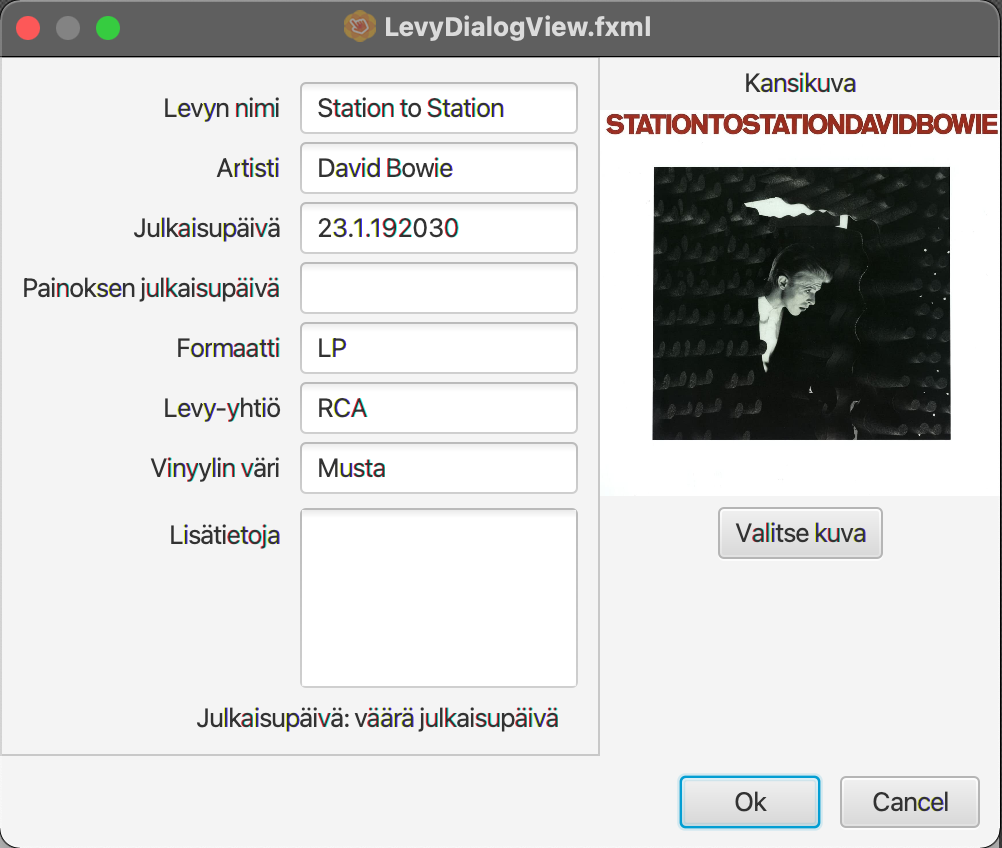 LevyDialogView.fxml
Levyn nimi Station to Station
Artisti David Bowie
Julkaisupäivä 23.1.192030
Painoksen julkaisupäivä
Formaatti LP
Levy-yhtiö RCA
Vinyylin väri Musta
Lisätietoja
Julkaisupäivä: väärä julkaisupäivä
Kansikuva
STATIONTOSTATIONDAVIDBOWIE
Valitse kuva
Ok Cancel